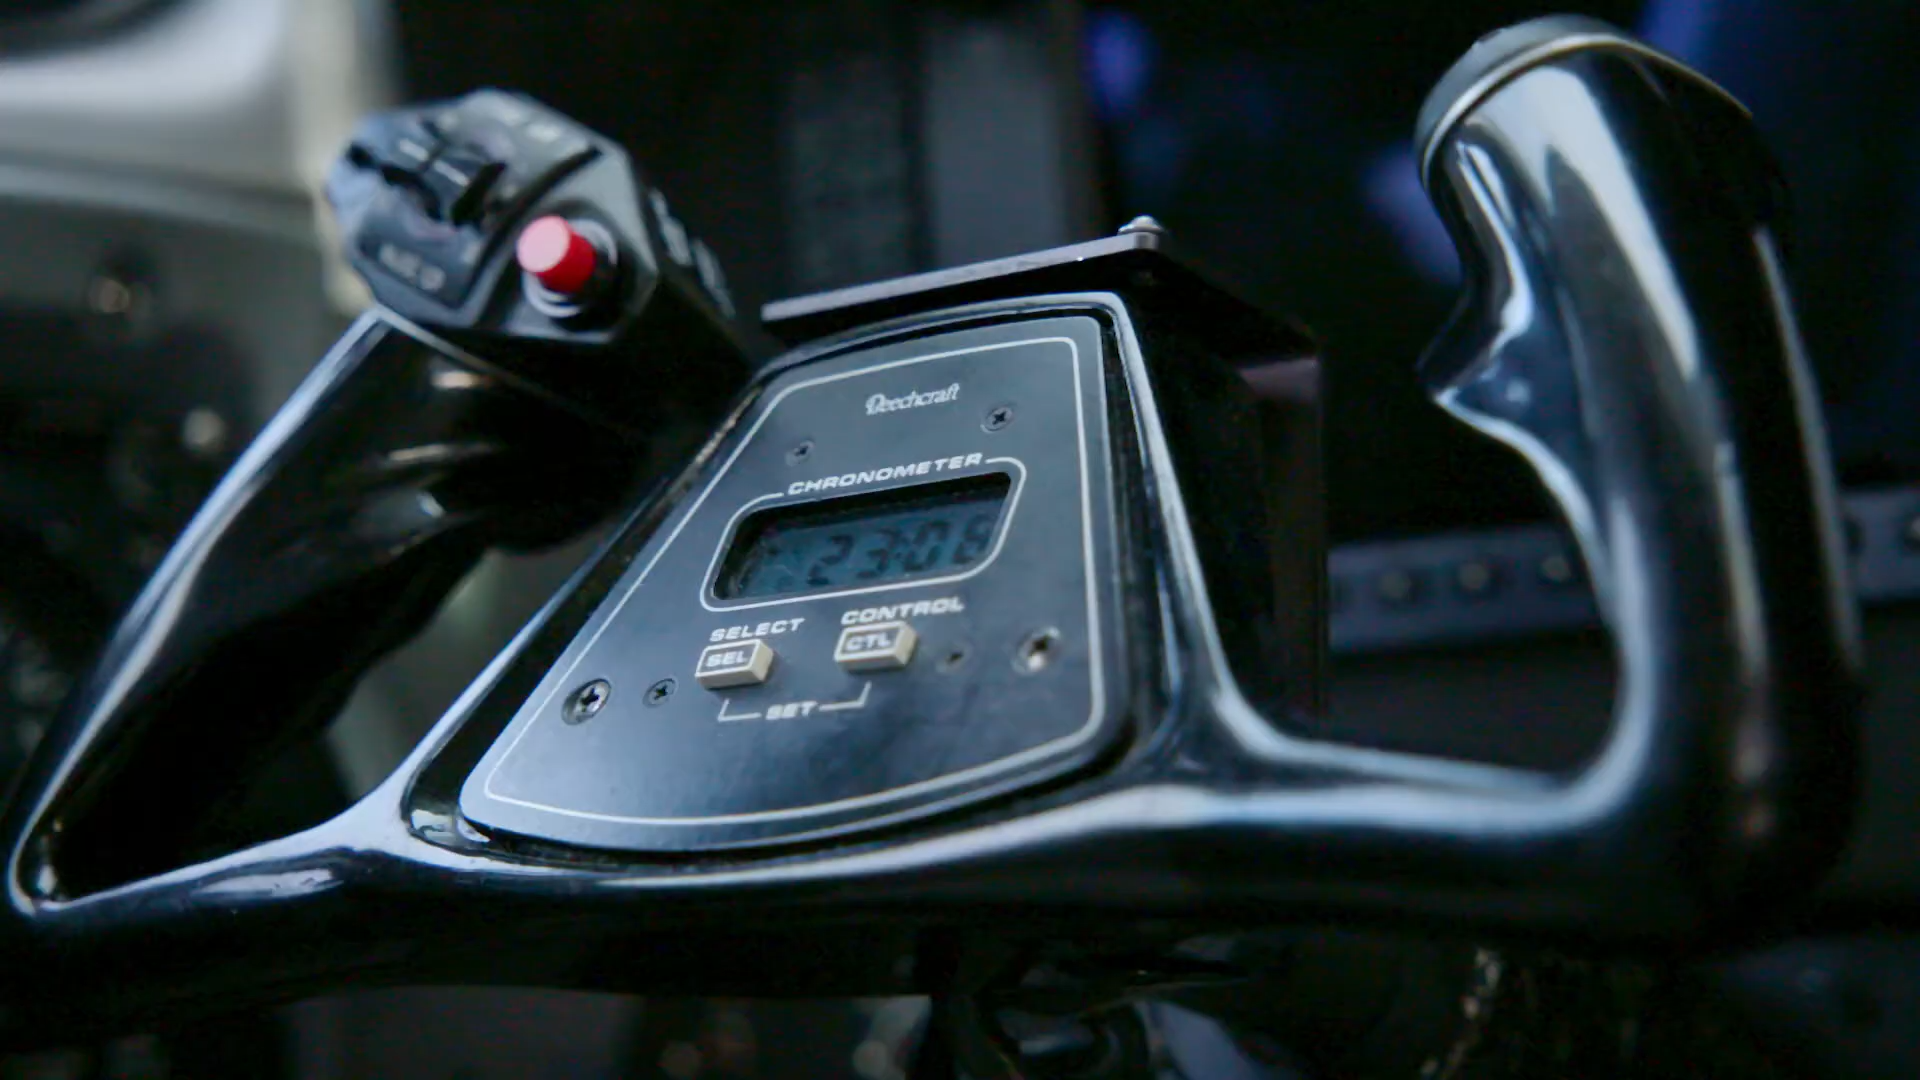 Beechcraft
CHRONOMETER
23:08
SELECT CONTROL
SEL CTL
SET